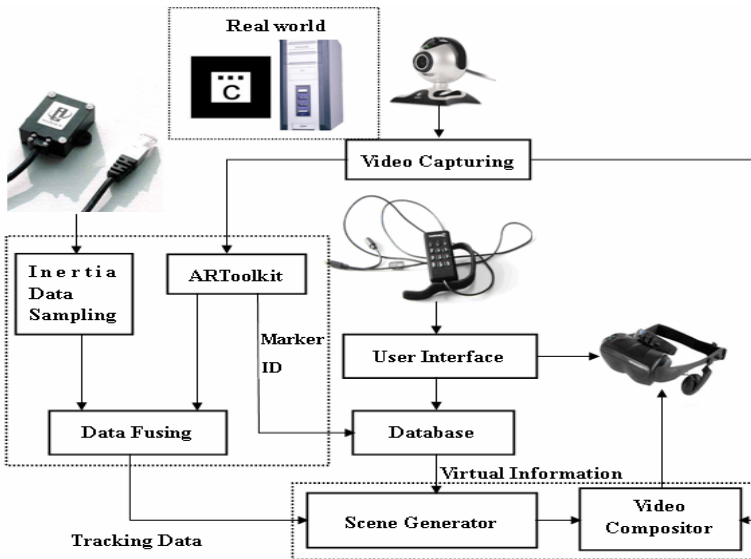 Real world
C
Video Capturing
Inertia
Data
Sampling
ARToolkit
Marker
ID
User Interface
Data Fusing
Database
Virtual Information
Scene Generator
Video
Compositor
Tracking Data